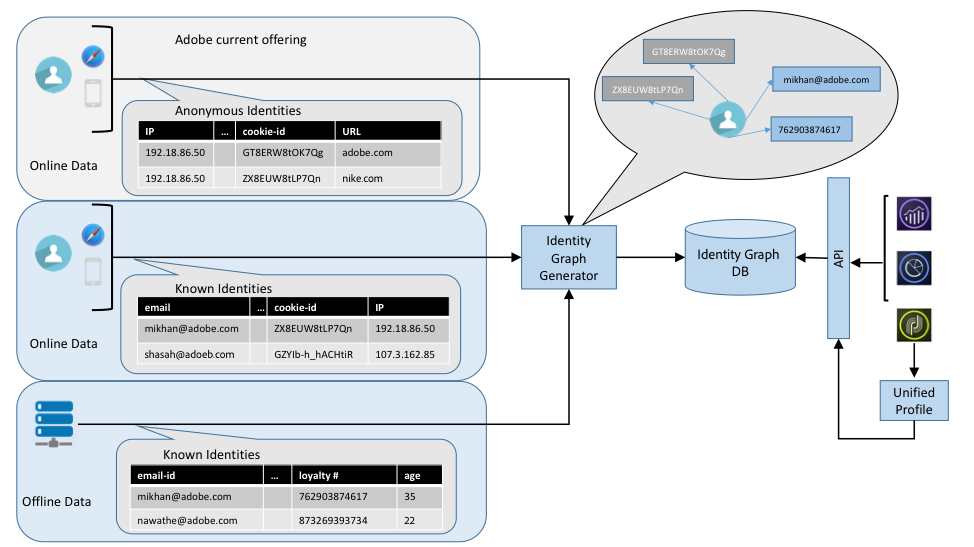 Adobe current offering
Anonymous Identities
IP ... cookie-id URL
192.18.86.50 GT8ERW8tOK7Qg adobe.com
192.18.86.50 ZX8EUW8tLP7Qn nike.com
Online Data
Known Identities
email ... cookie-id IP
mikhan@adobe.com ZX8EUW8tLP7Qn 192.18.86.50
shasah@adoeb.com GZYIb-h_hACHtiR 107.3.162.85
Online Data
Known Identities
email-id ... loyalty # age
mikhan@adobe.com 762903874617 35
nawathe@adobe.com 873269393734 22
Offline Data
GT8ERW8tOK7Qg
ZX8EUW8tLP7Qn
mikhan@adobe.com
762903874617
Identity
Graph
Generator
Identity Graph
DB
API
Unified
Profile